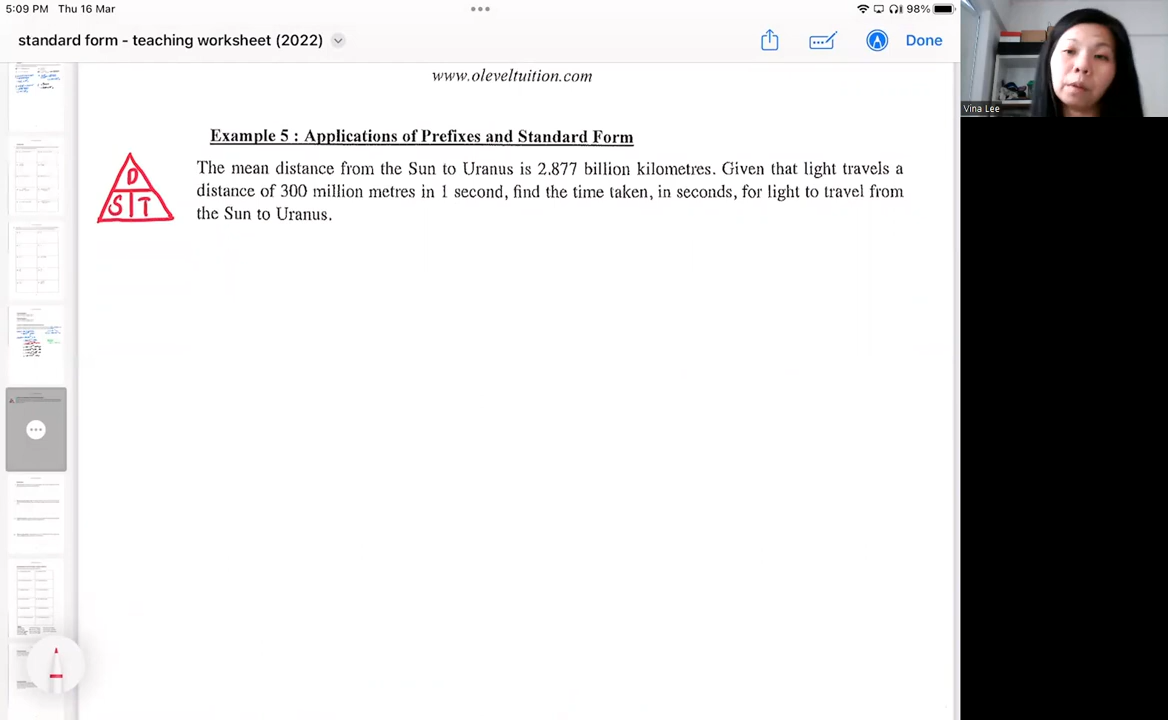 5:09 PM Thu 16 Mar
98%
standard form - teaching worksheet (2022)
Done
Vina Lee
www.oleveltuition.com
Example 5 : Applications of Prefixes and Standard Form
The mean distance from the Sun to Uranus is 2.877 billion kilometres. Given that light travels a
distance of 300 million metres in 1 second, find the time taken, in seconds, for light to travel from
the Sun to Uranus.
D
S T